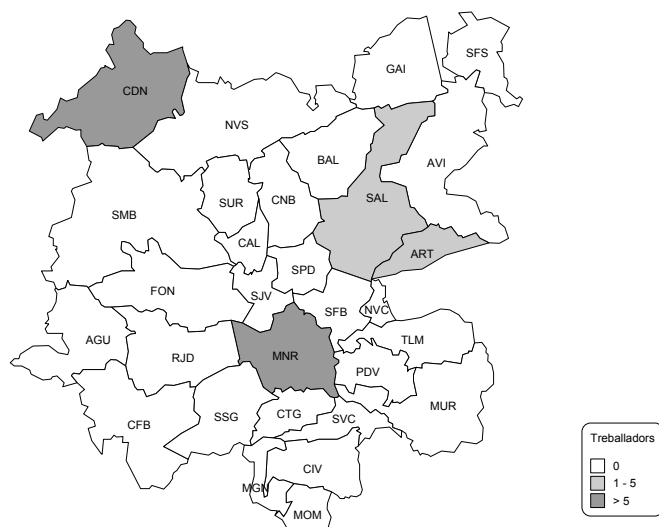 SFS
GAI
CDN
NVS
BAL
AVI
SUR
CNB
SAL
SMB
CAL
ART
SPD
FON
SJV
SFB
NVC
AGU
RJD
MNR
TLM
PDV
CFB
SSG
CTG
SVC
MUR
CIV
MGN
MOM
Treballadors
0
1 - 5
> 5